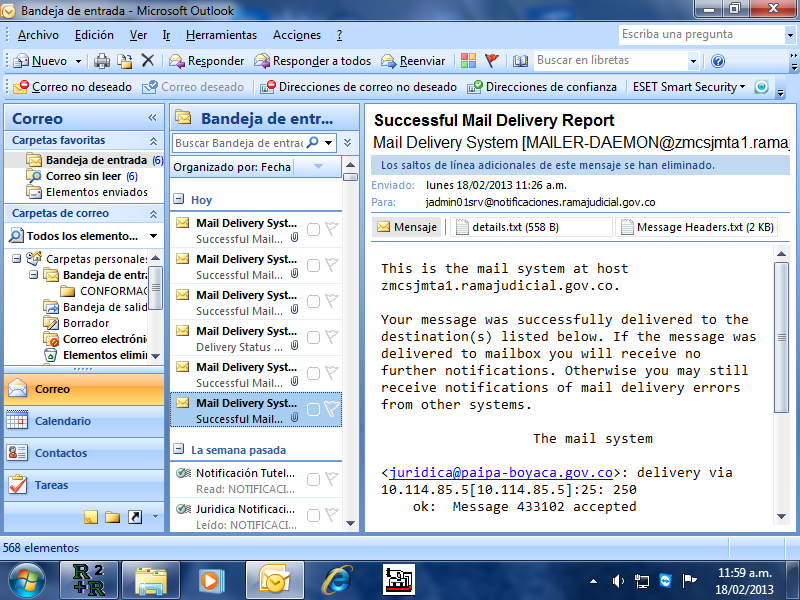 Bandeja de entrada - Microsoft Outlook
Archivo Edición Ver Ir Herramientas Acciones ? Escriba una pregunta
Nuevo Responder Responder a todos Reenviar Buscar en libretas
Correo no deseado Correo deseado Direcciones de correo no deseado Direcciones de confianza ESET Smart Security
Correo
Carpetas favoritas
Bandeja de entrada (6)
Correo sin leer (6)
Elementos enviados
Carpetas de correo
Todos los elemento...
Carpetas personales
Bandeja de entra
CONFORMAC
Bandeja de salid
Borrador
Correo electróni
Elementos elimi
Correo
Calendario
Contactos
Tareas
Bandeja de entr...
Buscar Bandeja de entrac
Organizado por: Fecha
Hoy
Mail Delivery Syst...
Successful Mail...
Mail Delivery Syst...
Successful Mail...
Mail Delivery Syst...
Successful Mail...
Mail Delivery Syst...
Delivery Status ...
Mail Delivery Syst...
Successful Mail...
Mail Delivery Syst...
Successful Mail...
La semana pasada
Notificación Tutel...
Read: NOTIFICACI...
Juridica Notificaci...
Leído: NOTIFICACI...
Successful Mail Delivery Report
Mail Delivery System [MAILER-DAEMON@zmcsjmta1.ramaj
Los saltos de línea adicionales de este mensaje se han eliminado.
Enviado: lunes 18/02/2013 11:26 a.m.
Para: jadmin01srv@notificaciones.ramajudicial.gov.co
Mensaje details.txt (558 B) Message Headers.txt (2 KB)
This is the mail system at host
zmcsjmta1.ramajudicial.gov.co.
Your message was successfully delivered to the
destination(s) listed below. If the message was
delivered to mailbox you will receive no
further notifications. Otherwise you may still
receive notifications of mail delivery errors
from other systems.
The mail system
<juridica@paipa-boyaca.gov.co>: delivery via
10.114.85.5[10.114.85.5]:25: 250
ok: Message 433102 accepted
568 elementos
R2+R
11:59 a.m.
18/02/2013